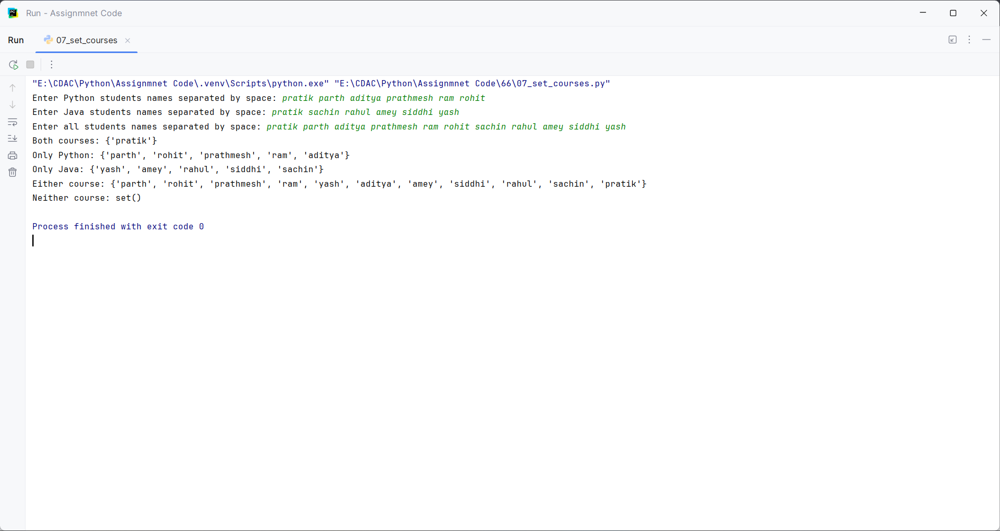 Run - Assignmnet Code
Run 07_set_courses
"E:\CDAC\Python\Assignmnet Code\.venv\Scripts\python.exe" "E:\CDAC\Python\Assignmnet Code\66\07_set_courses.py"
Enter Python students names separated by space: pratik parth aditya prathmesh ram rohit
Enter Java students names separated by space: pratik sachin rahul amey siddhi yash
Enter all students names separated by space: pratik parth aditya prathmesh ram rohit sachin rahul amey siddhi yash
Both courses: {'pratik'}
Only Python: {'parth', 'rohit', 'prathmesh', 'ram', 'aditya'}
Only Java: {'yash', 'amey', 'rahul', 'siddhi', 'sachin'}
Either course: {'parth', 'rohit', 'prathmesh', 'ram', 'yash', 'aditya', 'amey', 'siddhi', 'rahul', 'sachin', 'pratik'}
Neither course: set()
Process finished with exit code 0